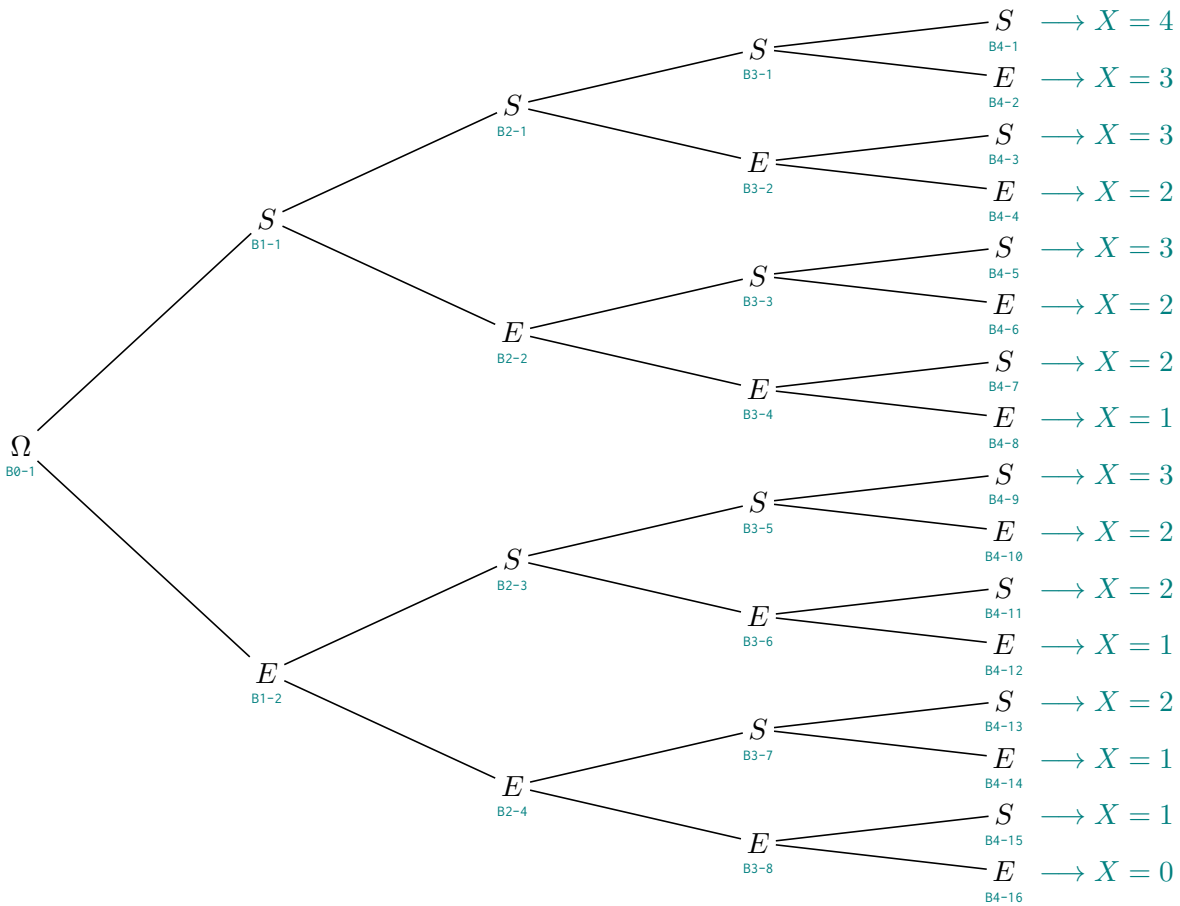 S ⟶ X = 4
B4-1
S
B3-1
E ⟶ X = 3
B4-2
S
B2-1
S ⟶ X = 3
B4-3
E
B3-2
E ⟶ X = 2
B4-4
S
B1-1
S ⟶ X = 3
B4-5
S
B3-3
E ⟶ X = 2
B4-6
E
B2-2
S ⟶ X = 2
B4-7
E
B3-4
E ⟶ X = 1
B4-8
Ω
B0-1
S ⟶ X = 3
B4-9
S
B3-5
E ⟶ X = 2
B4-10
S
B2-3
S ⟶ X = 2
B4-11
E
B3-6
E ⟶ X = 1
B4-12
E
B1-2
S ⟶ X = 2
B4-13
S
B3-7
E ⟶ X = 1
B4-14
E
B2-4
S ⟶ X = 1
B4-15
E
B3-8
E ⟶ X = 0
B4-16